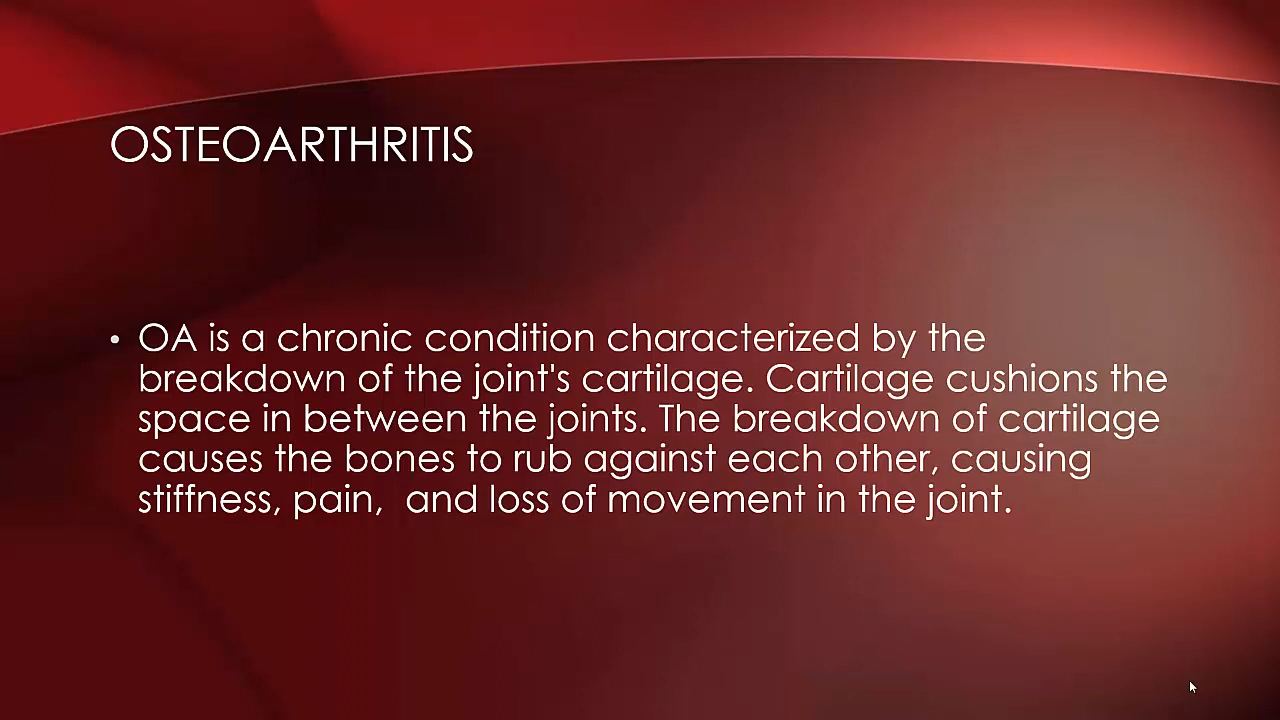 OSTEOARTHRITIS
• OA is a chronic condition characterized by the
breakdown of the joint's cartilage. Cartilage cushions the
space in between the joints. The breakdown of cartilage
causes the bones to rub against each other, causing
stiffness, pain,  and loss of movement in the joint.